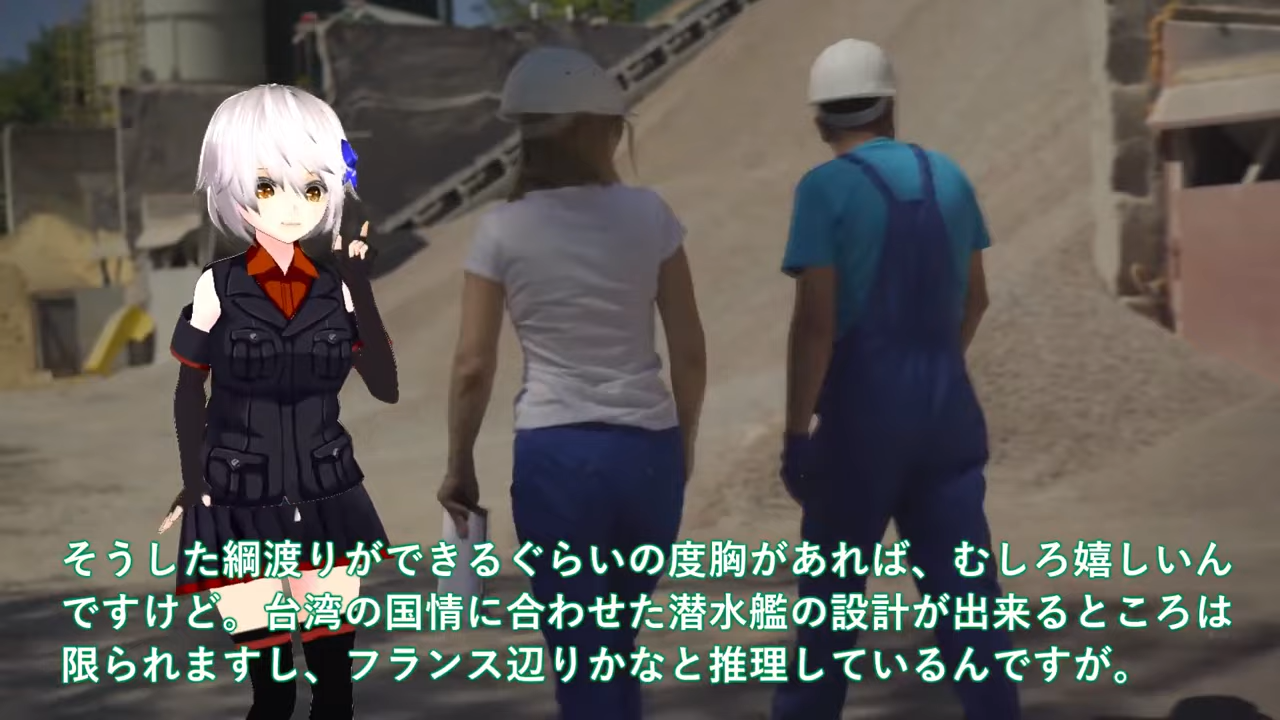 そうした綱渡りができるぐらいの度胸があれば、むしろ嬉しいん
ですけど。台湾の国情に合わせた潜水艦の設計が出来るところは
限られますし、フランス辺りかなと推理しているんですが。